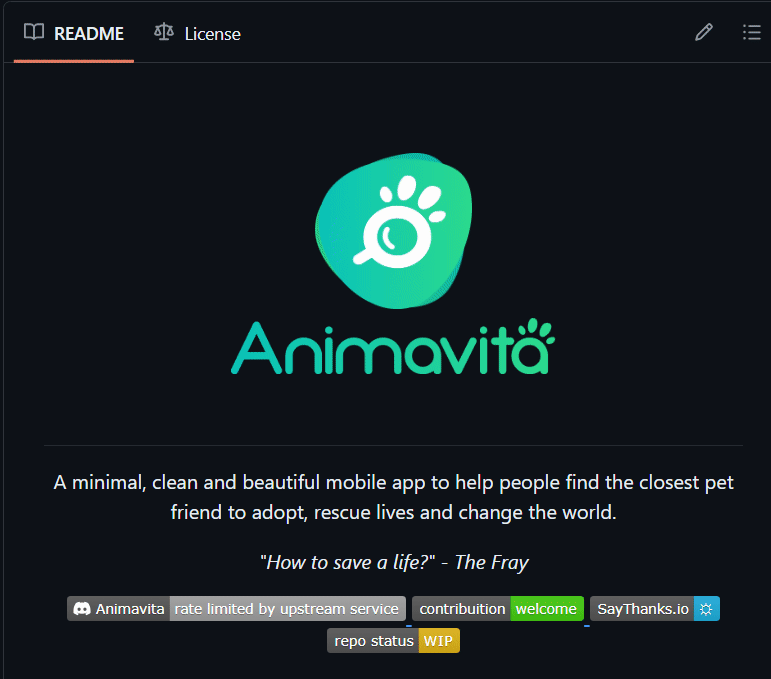 README License
Animavita
A minimal, clean and beautiful mobile app to help people find the closest pet
friend to adopt, rescue lives and change the world.
"How to save a life?" - The Fray
Animavita rate limited by upstream service contribuition welcome SayThanks.io ☼
repo status WIP